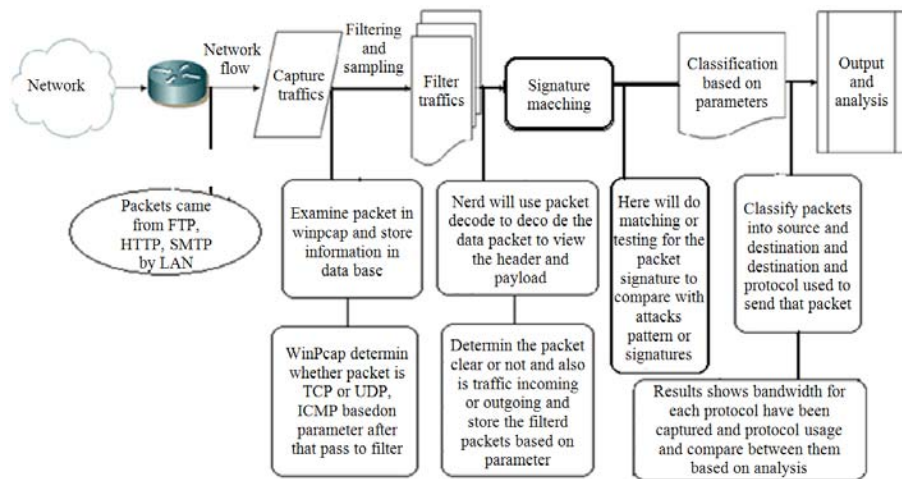 Network
Network
flow
Capture
traffics
Filtering
and
sampling
Filter
traffics
Signature
maeching
Classification
based on
parameters
Output
and
analysis
Packets came
from FTP,
HTTP, SMTP
by LAN
Examine packet in
winpcap and store
information in
data base
WinPcap determin
whether packet is
TCP or UDP,
ICMP basedon
parameter after
that pass to filter
Nerd will use packet
decode to deco de the
data packet to view
the header and
payload
Determin the packet
clear or not and also
is traffic incoming
or outgoing and
store the filterd
packets based on
parameter
Here will do
matching or
testing for the
packet
signature to
compare with
attacks
pattern or
signatures
Classify packets
into source and
destination and
destination and
protocol used to
send that packet
Results shows bandwidth for
each protocol have been
captured and protocol usage
and compare between them
based on analysis